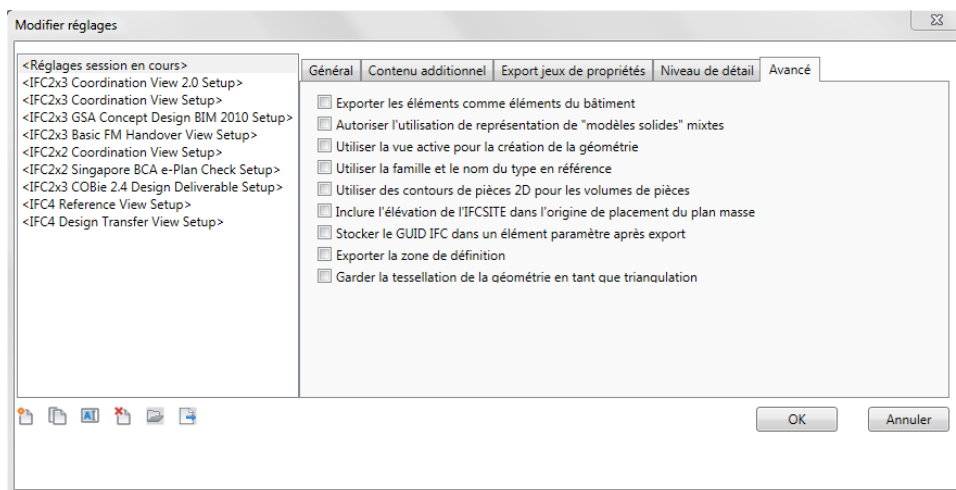 Modifier réglages
<Réglages session en cours>
<IFC2x3 Coordination View 2.0 Setup>
<IFC2x3 Coordination View Setup>
<IFC2x3 GSA Concept Design BIM 2010 Setup>
<IFC2x3 Basic FM Handover View Setup>
<IFC2x2 Coordination View Setup>
<IFC2x2 Singapore BCA e-Plan Check Setup>
<IFC2x3 COBie 2.4 Design Deliverable Setup>
<IFC4 Reference View Setup>
<IFC4 Design Transfer View Setup>
Général Contenu additionnel Export jeux de propriétés Niveau de détail Avancé
Exporter les éléments comme éléments du bâtiment
Autoriser l'utilisation de représentation de "modèles solides" mixtes
Utiliser la vue active pour la création de la géométrie
Utiliser la famille et le nom du type en référence
Utiliser des contours de pièces 2D pour les volumes de pièces
Inclure l'élévation de l'IFCSITE dans l'origine de placement du plan masse
Stocker le GUID IFC dans un élément paramètre après export
Exporter la zone de définition
Garder la tessellation de la géométrie en tant que triangulation
OK Annuler